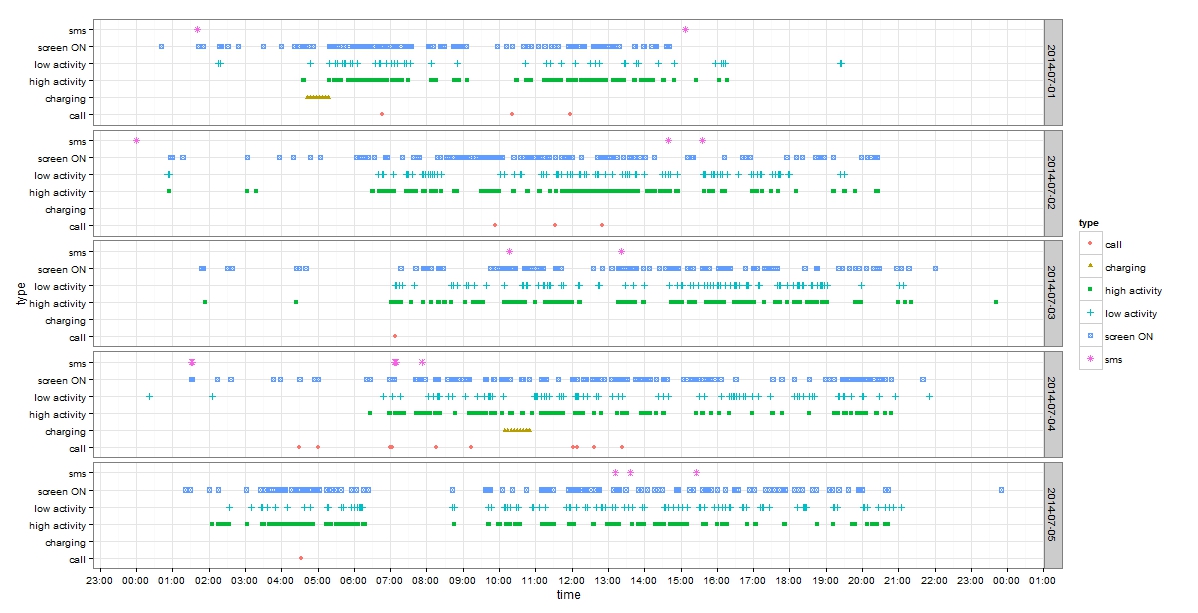 sms
screen ON
low activity
high activity
charging
call
2014-07-01
sms
screen ON
low activity
high activity
charging
call
2014-07-02
sms
screen ON
low activity
high activity
charging
call
2014-07-03
sms
screen ON
low activity
high activity
charging
call
2014-07-04
sms
screen ON
low activity
high activity
charging
call
2014-07-05
type
23:00 00:00 01:00 02:00 03:00 04:00 05:00 06:00 07:00 08:00 09:00 10:00 11:00 12:00 13:00 14:00 15:00 16:00 17:00 18:00 19:00 20:00 21:00 22:00 23:00 00:00 01:00
time
type
call
charging
high activity
low activity
screen ON
sms